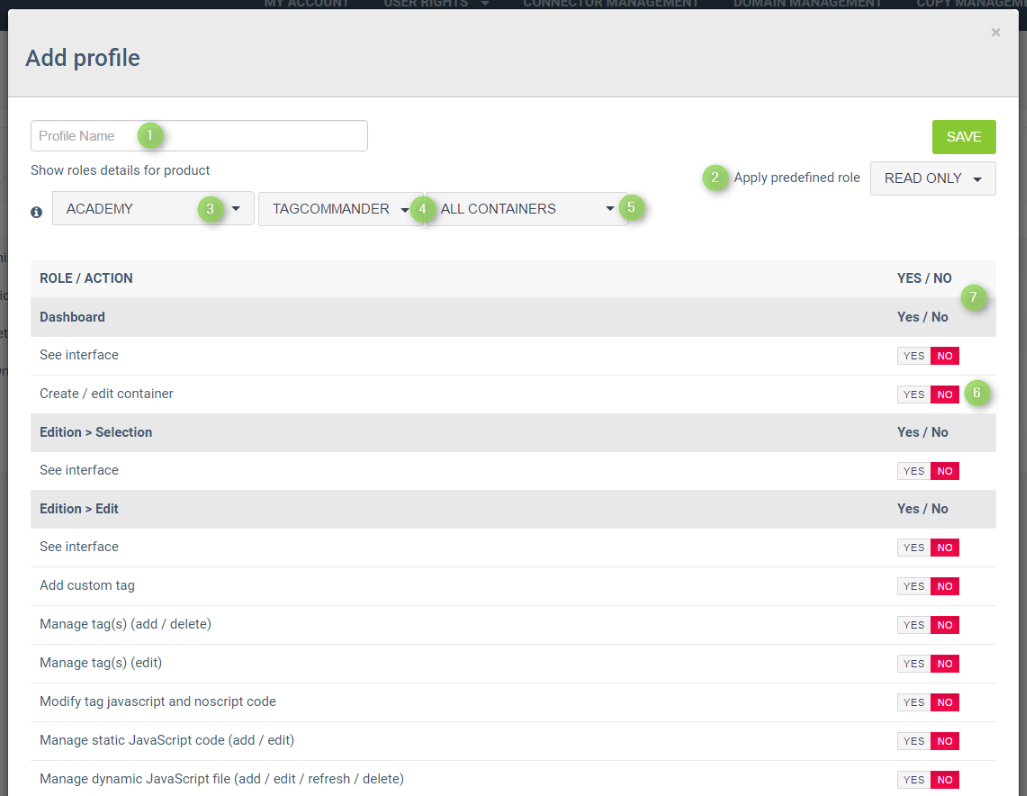 MY ACCOUNT USER RIGHTS CONNECTOR MANAGEMENT DOMAIN MANAGEMENT COPY MANAGEME
×
Add profile
Profile Name 1
SAVE
Show roles details for product
2 Apply predefined role READ ONLY
ACADEMY 3 TAGCOMMANDER 4 ALL CONTAINERS 5
ROLE / ACTION YES / NO
7
Dashboard Yes / No
See interface YES NO
Create / edit container YES NO 6
Edition > Selection Yes / No
See interface YES NO
Edition > Edit Yes / No
See interface YES NO
Add custom tag YES NO
Manage tag(s) (add / delete) YES NO
Manage tag(s) (edit) YES NO
Modify tag javascript and noscript code YES NO
Manage static JavaScript code (add / edit) YES NO
Manage dynamic JavaScript file (add / edit / refresh / delete) YES NO